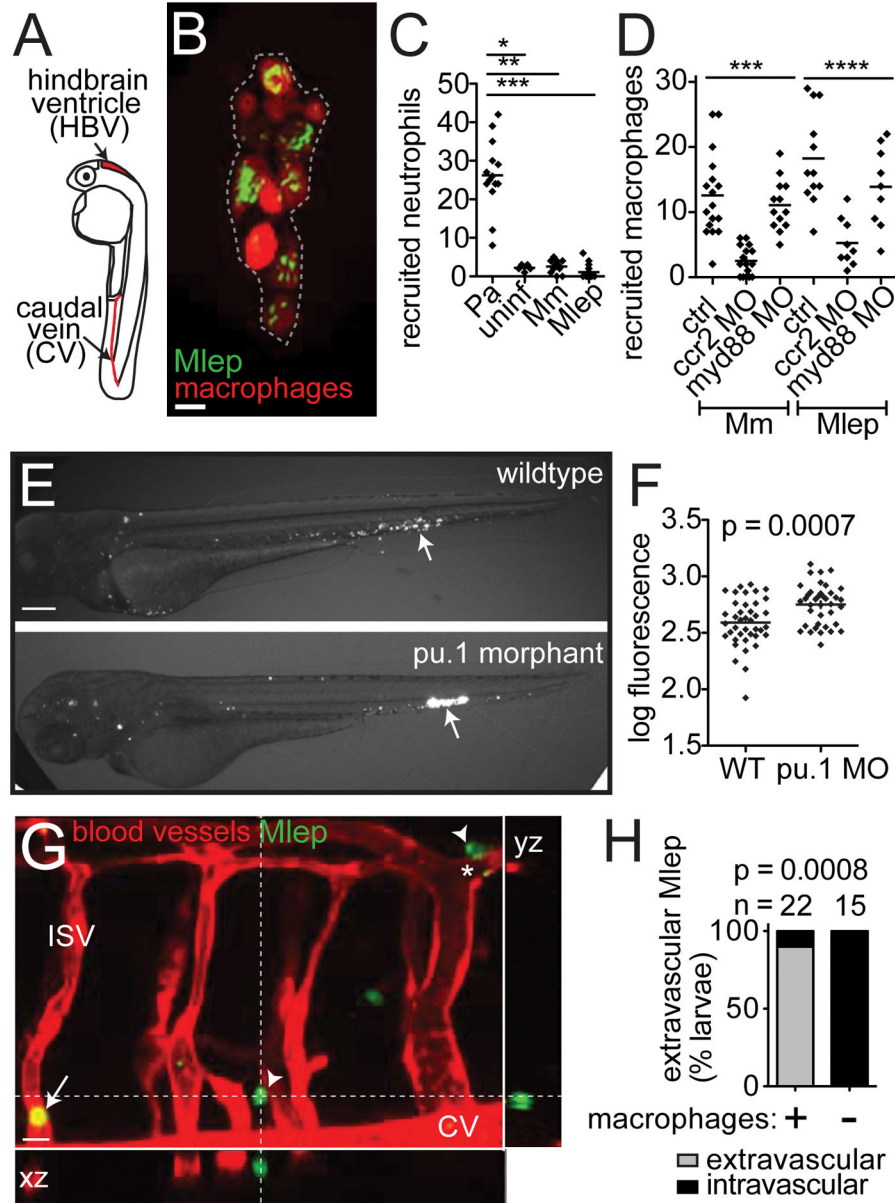 A
hindbrain
ventricle
(HBV)
caudal
vein
(CV)
B
Mlep
macrophages
C
*
**
***
recruited neutrophils
50
40
30
20
10
0
Pa
uninf
Mm
Mlep
D
***
****
recruited macrophages
30
20
10
0
ctrl
ccr2 MO
myd88 MO
ctrl
ccr2 MO
myd88 MO
Mm
Mlep
E
wildtype
pu.1 morphant
F
p = 0.0007
log fluorescence
3.5
3.0
2.5
2.0
1.5
WT
pu.1 MO
G
blood vessels
Mlep
yz
*
ISV
CV
xz
H
p = 0.0008
n = 22 15
extravascular Mlep
(% larvae)
100
50
0
macrophages: + -
extravascular
intravascular